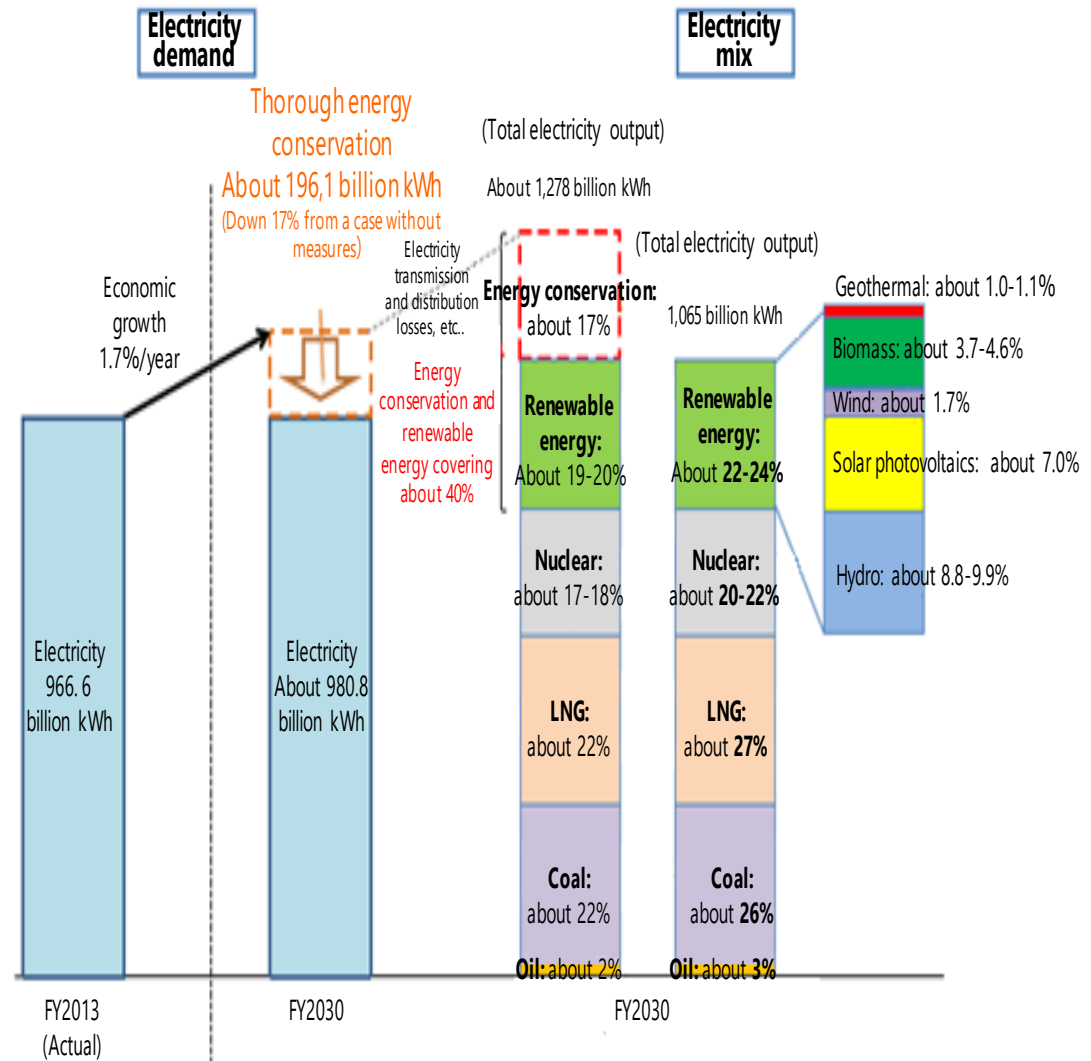 Electricity
demand
Electricity
mix
Thorough energy
conservation
About 196,1 billion kWh
(Down 17% from a case without
measures)
(Total electricity output)
About 1,278 billion kWh
(Total electricity output)
1,065 billion kWh
Economic
growth
1.7%/year
Electricity
transmission
and distribution
losses, etc..
Energy
conservation and
renewable
energy covering
about 40%
Energy conservation:
about 17%
Renewable
energy:
About 19-20%
Nuclear:
about 17-18%
LNG:
about 22%
Coal:
about 22%
Oil: about 2%
Renewable
energy:
About 22-24%
Nuclear:
about 20-22%
LNG:
about 27%
Coal:
about 26%
Oil: about 3%
Geothermal: about 1.0-1.1%
Biomass: about 3.7-4.6%
Wind: about 1.7%
Solar photovoltaics: about 7.0%
Hydro: about 8.8-9.9%
Electricity
966. 6
billion kWh
Electricity
About 980.8
billion kWh
FY2013
(Actual)
FY2030
FY2030